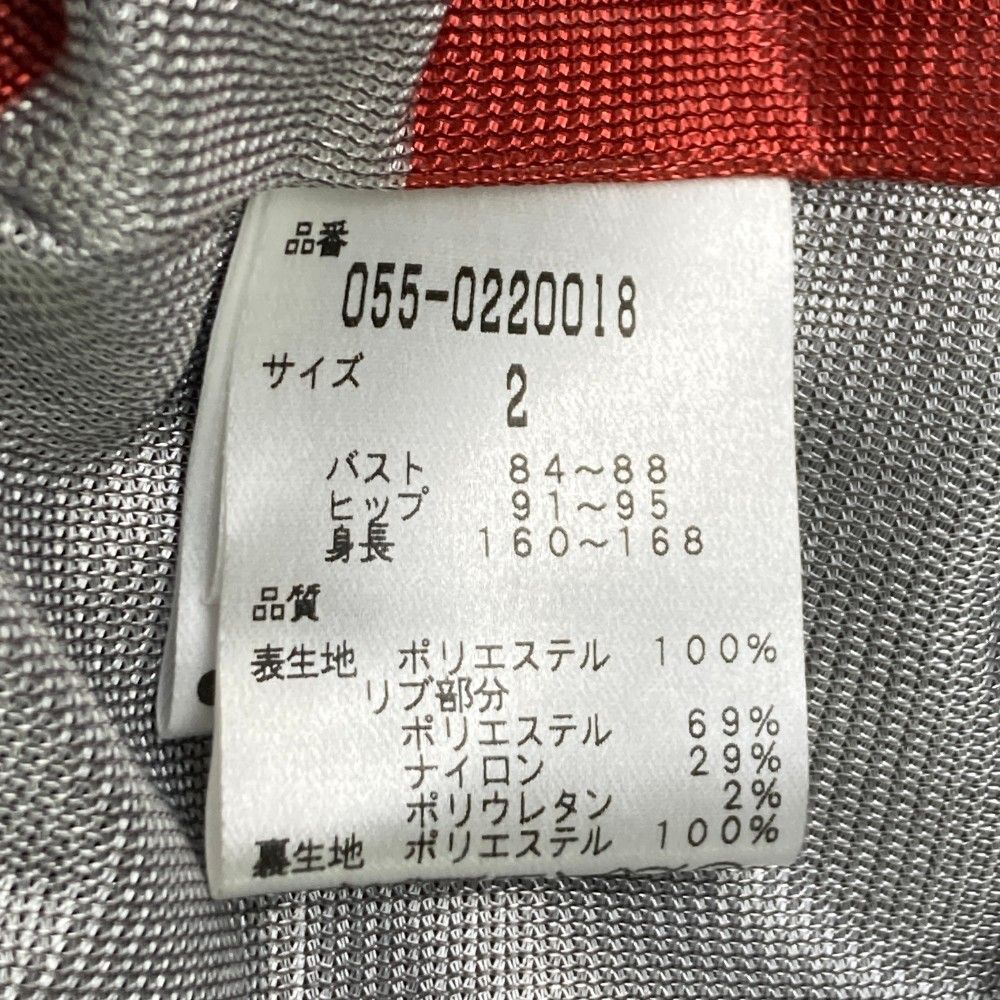 品番
055-0220018
サイズ 2
バスト 84～88
ヒップ 91～95
身長 160～168
品質
表生地 ポリエステル 100%
リブ部分
ポリエステル 69%
ナイロン 29%
ポリウレタン 2%
裏生地 ポリエステル 100%